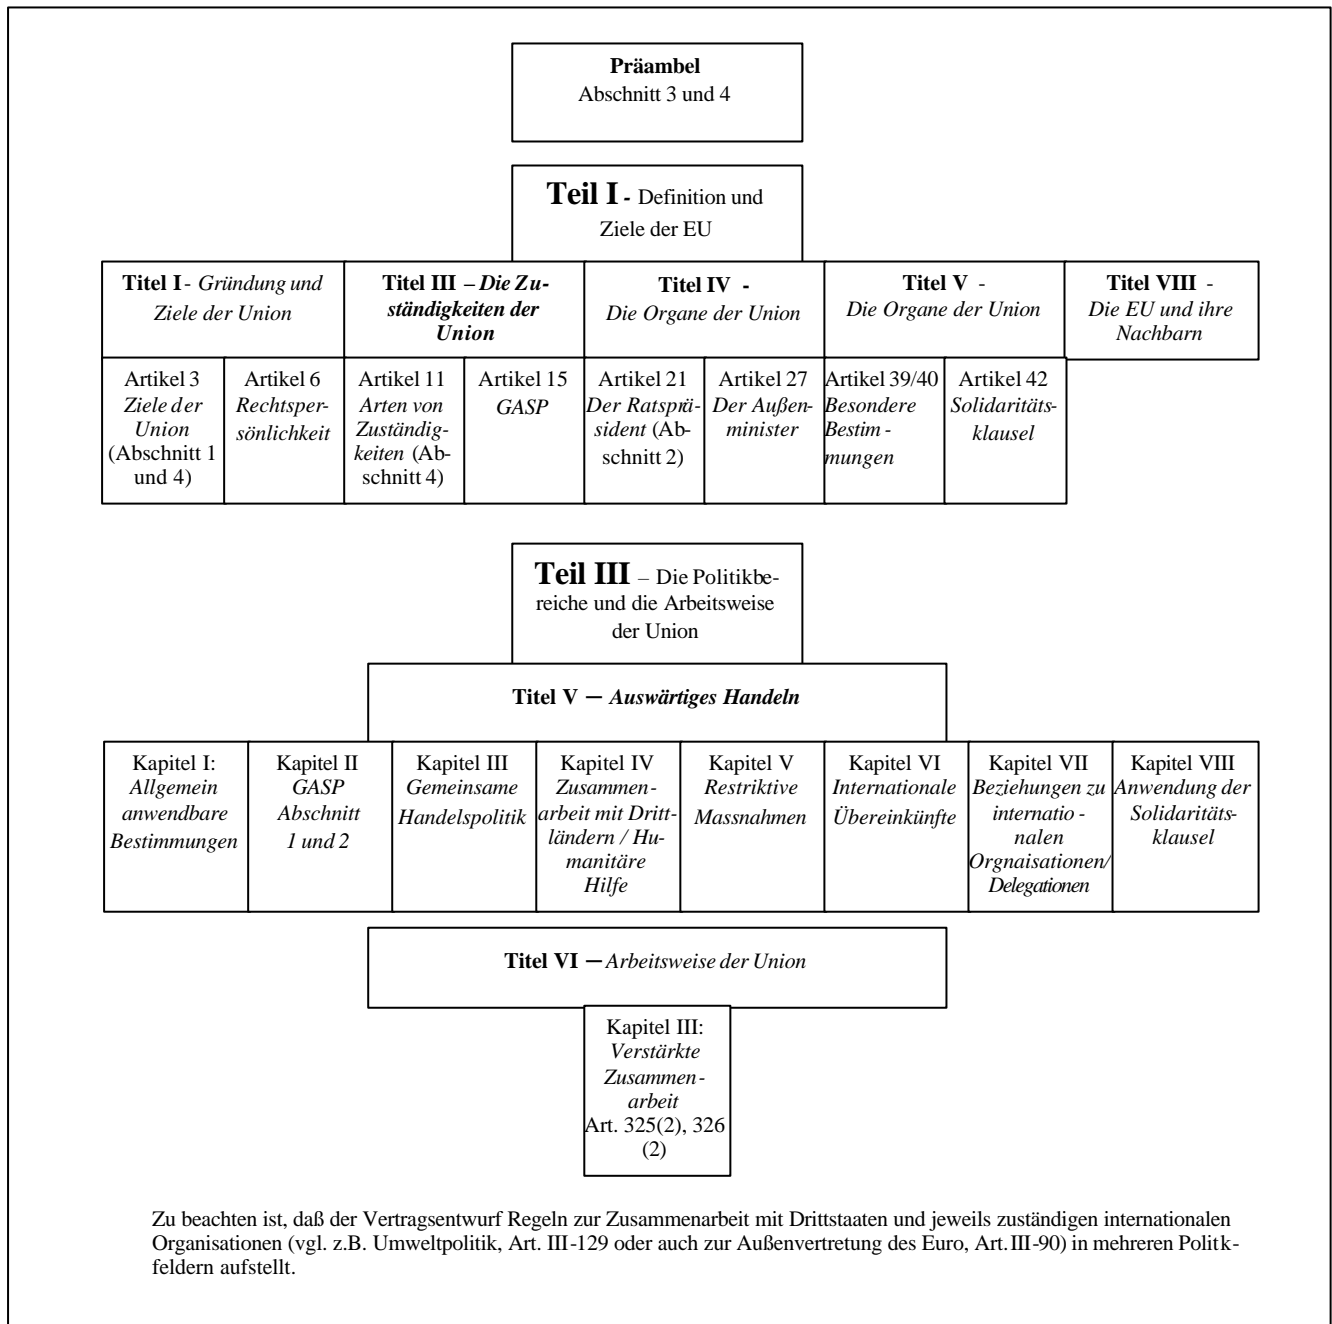 Präambel
Abschnitt 3 und 4
Teil I - Definition und
Ziele der EU
Titel I - Gründung und
Ziele der Union
Titel III – Die Zu-
ständigkeiten der
Union
Titel IV -
Die Organe der Union
Titel V -
Die Organe der Union
Titel VIII -
Die EU und ihre
Nachbarn
Artikel 3
Ziele der
Union
(Abschnitt 1
und 4)
Artikel 6
Rechtsper-
sönlichkeit
Artikel 11
Arten von
Zuständig-
keiten (Ab-
schnitt 4)
Artikel 15
GASP
Artikel 21
Der Ratsprä-
sident (Ab-
schnitt 2)
Artikel 27
Der Außen-
minister
Artikel 39/40
Besondere
Bestim-
mungen
Artikel 42
Solidaritäts-
klausel
Teil III – Die Politikbe-
reiche und die Arbeitsweise
der Union
Titel V – Auswärtiges Handeln
Kapitel I:
Allgemein
anwendbare
Bestimmungen
Kapitel II
GASP
Abschnitt
1 und 2
Kapitel III
Gemeinsame
Handelspolitik
Kapitel IV
Zusammen-
arbeit mit Dritt-
ländern / Hu-
manitäre
Hilfe
Kapitel V
Restriktive
Massnahmen
Kapitel VI
Internationale
Übereinkünfte
Kapitel VII
Beziehungen zu
internatio-
nalen
Orgnaisationen/
Delegationen
Kapitel VIII
Anwendung der
Solidaritäts-
klausel
Titel VI – Arbeitsweise der Union
Kapitel III:
Verstärkte
Zusammen-
arbeit
Art. 325(2), 326
(2)
Zu beachten ist, daß der Vertragsentwurf Regeln zur Zusammenarbeit mit Drittstaaten und jeweils zuständigen internationalen
Organisationen (vgl. z.B. Umweltpolitik, Art. III-129 oder auch zur Außenvertretung des Euro, Art. III-90) in mehreren Politk-
feldern aufstellt.